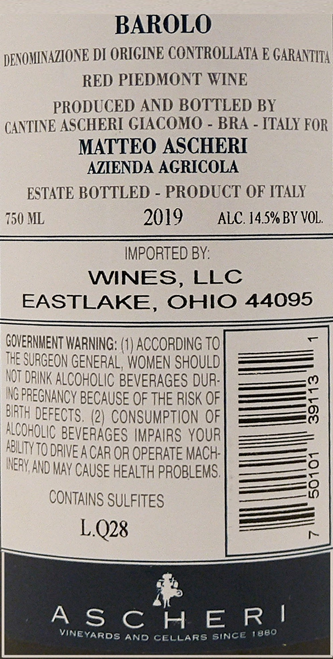 BAROLO
DENOMINAZIONE DI ORIGINE CONTROLLATA E GARANTITA
RED PIEDMONT WINE
PRODUCED AND BOTTLED BY
CANTINE ASCHERI GIACOMO - BRA - ITALY FOR
MATTEO ASCHERI
AZIENDA AGRICOLA
ESTATE BOTTLED - PRODUCT OF ITALY
750 ML 2019 ALC. 14.5% BY VOL.
IMPORTED BY:
WINES, LLC
EASTLAKE, OHIO 44095
GOVERNMENT WARNING: (1) ACCORDING TO
THE SURGEON GENERAL, WOMEN SHOULD
NOT DRINK ALCOHOLIC BEVERAGES DUR-
ING PREGNANCY BECAUSE OF THE RISK OF
BIRTH DEFECTS. (2) CONSUMPTION OF
ALCOHOLIC BEVERAGES IMPAIRS YOUR
ABILITY TO DRIVE A CAR OR OPERATE MACH-
INERY, AND MAY CAUSE HEALTH PROBLEMS.
CONTAINS SULFITES
L.Q28
7 50101 39113 1
ASCHERI
VINEYARDS AND CELLARS SINCE 1880